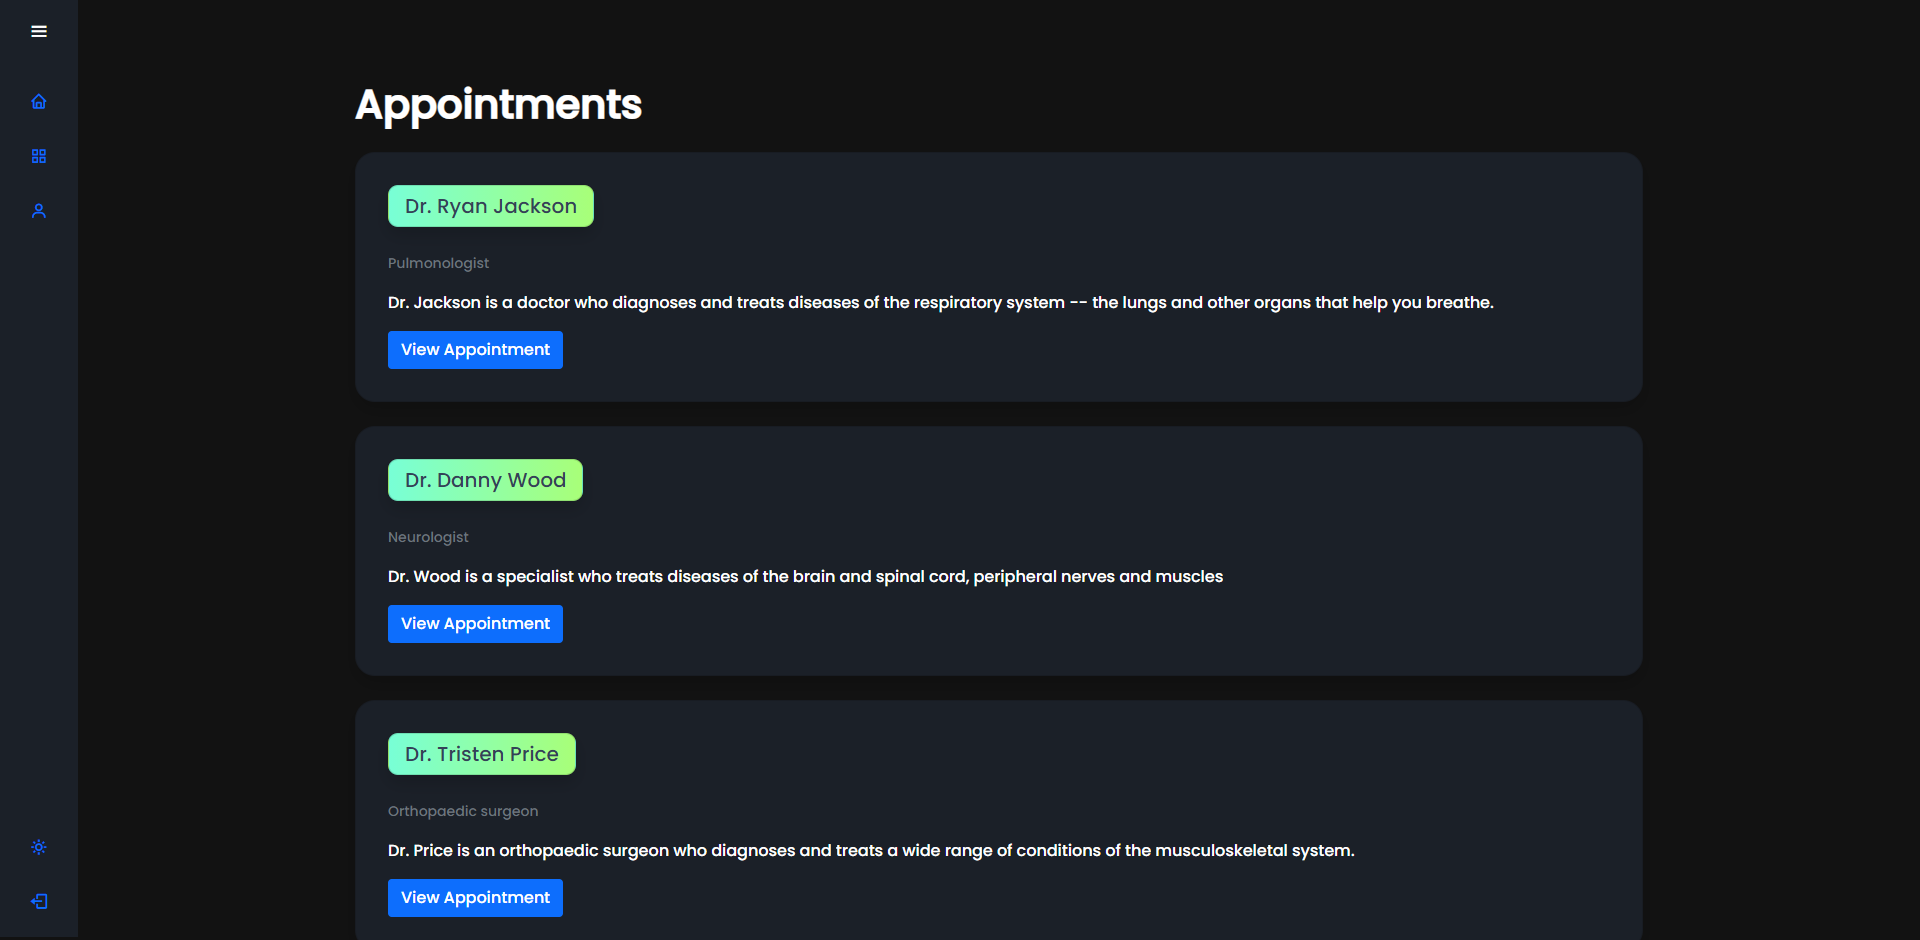 Appointments
Dr. Ryan Jackson
Pulmonologist
Dr. Jackson is a doctor who diagnoses and treats diseases of the respiratory system -- the lungs and other organs that help you breathe.
View Appointment
Dr. Danny Wood
Neurologist
Dr. Wood is a specialist who treats diseases of the brain and spinal cord, peripheral nerves and muscles
View Appointment
Dr. Tristen Price
Orthopaedic surgeon
Dr. Price is an orthopaedic surgeon who diagnoses and treats a wide range of conditions of the musculoskeletal system.
View Appointment